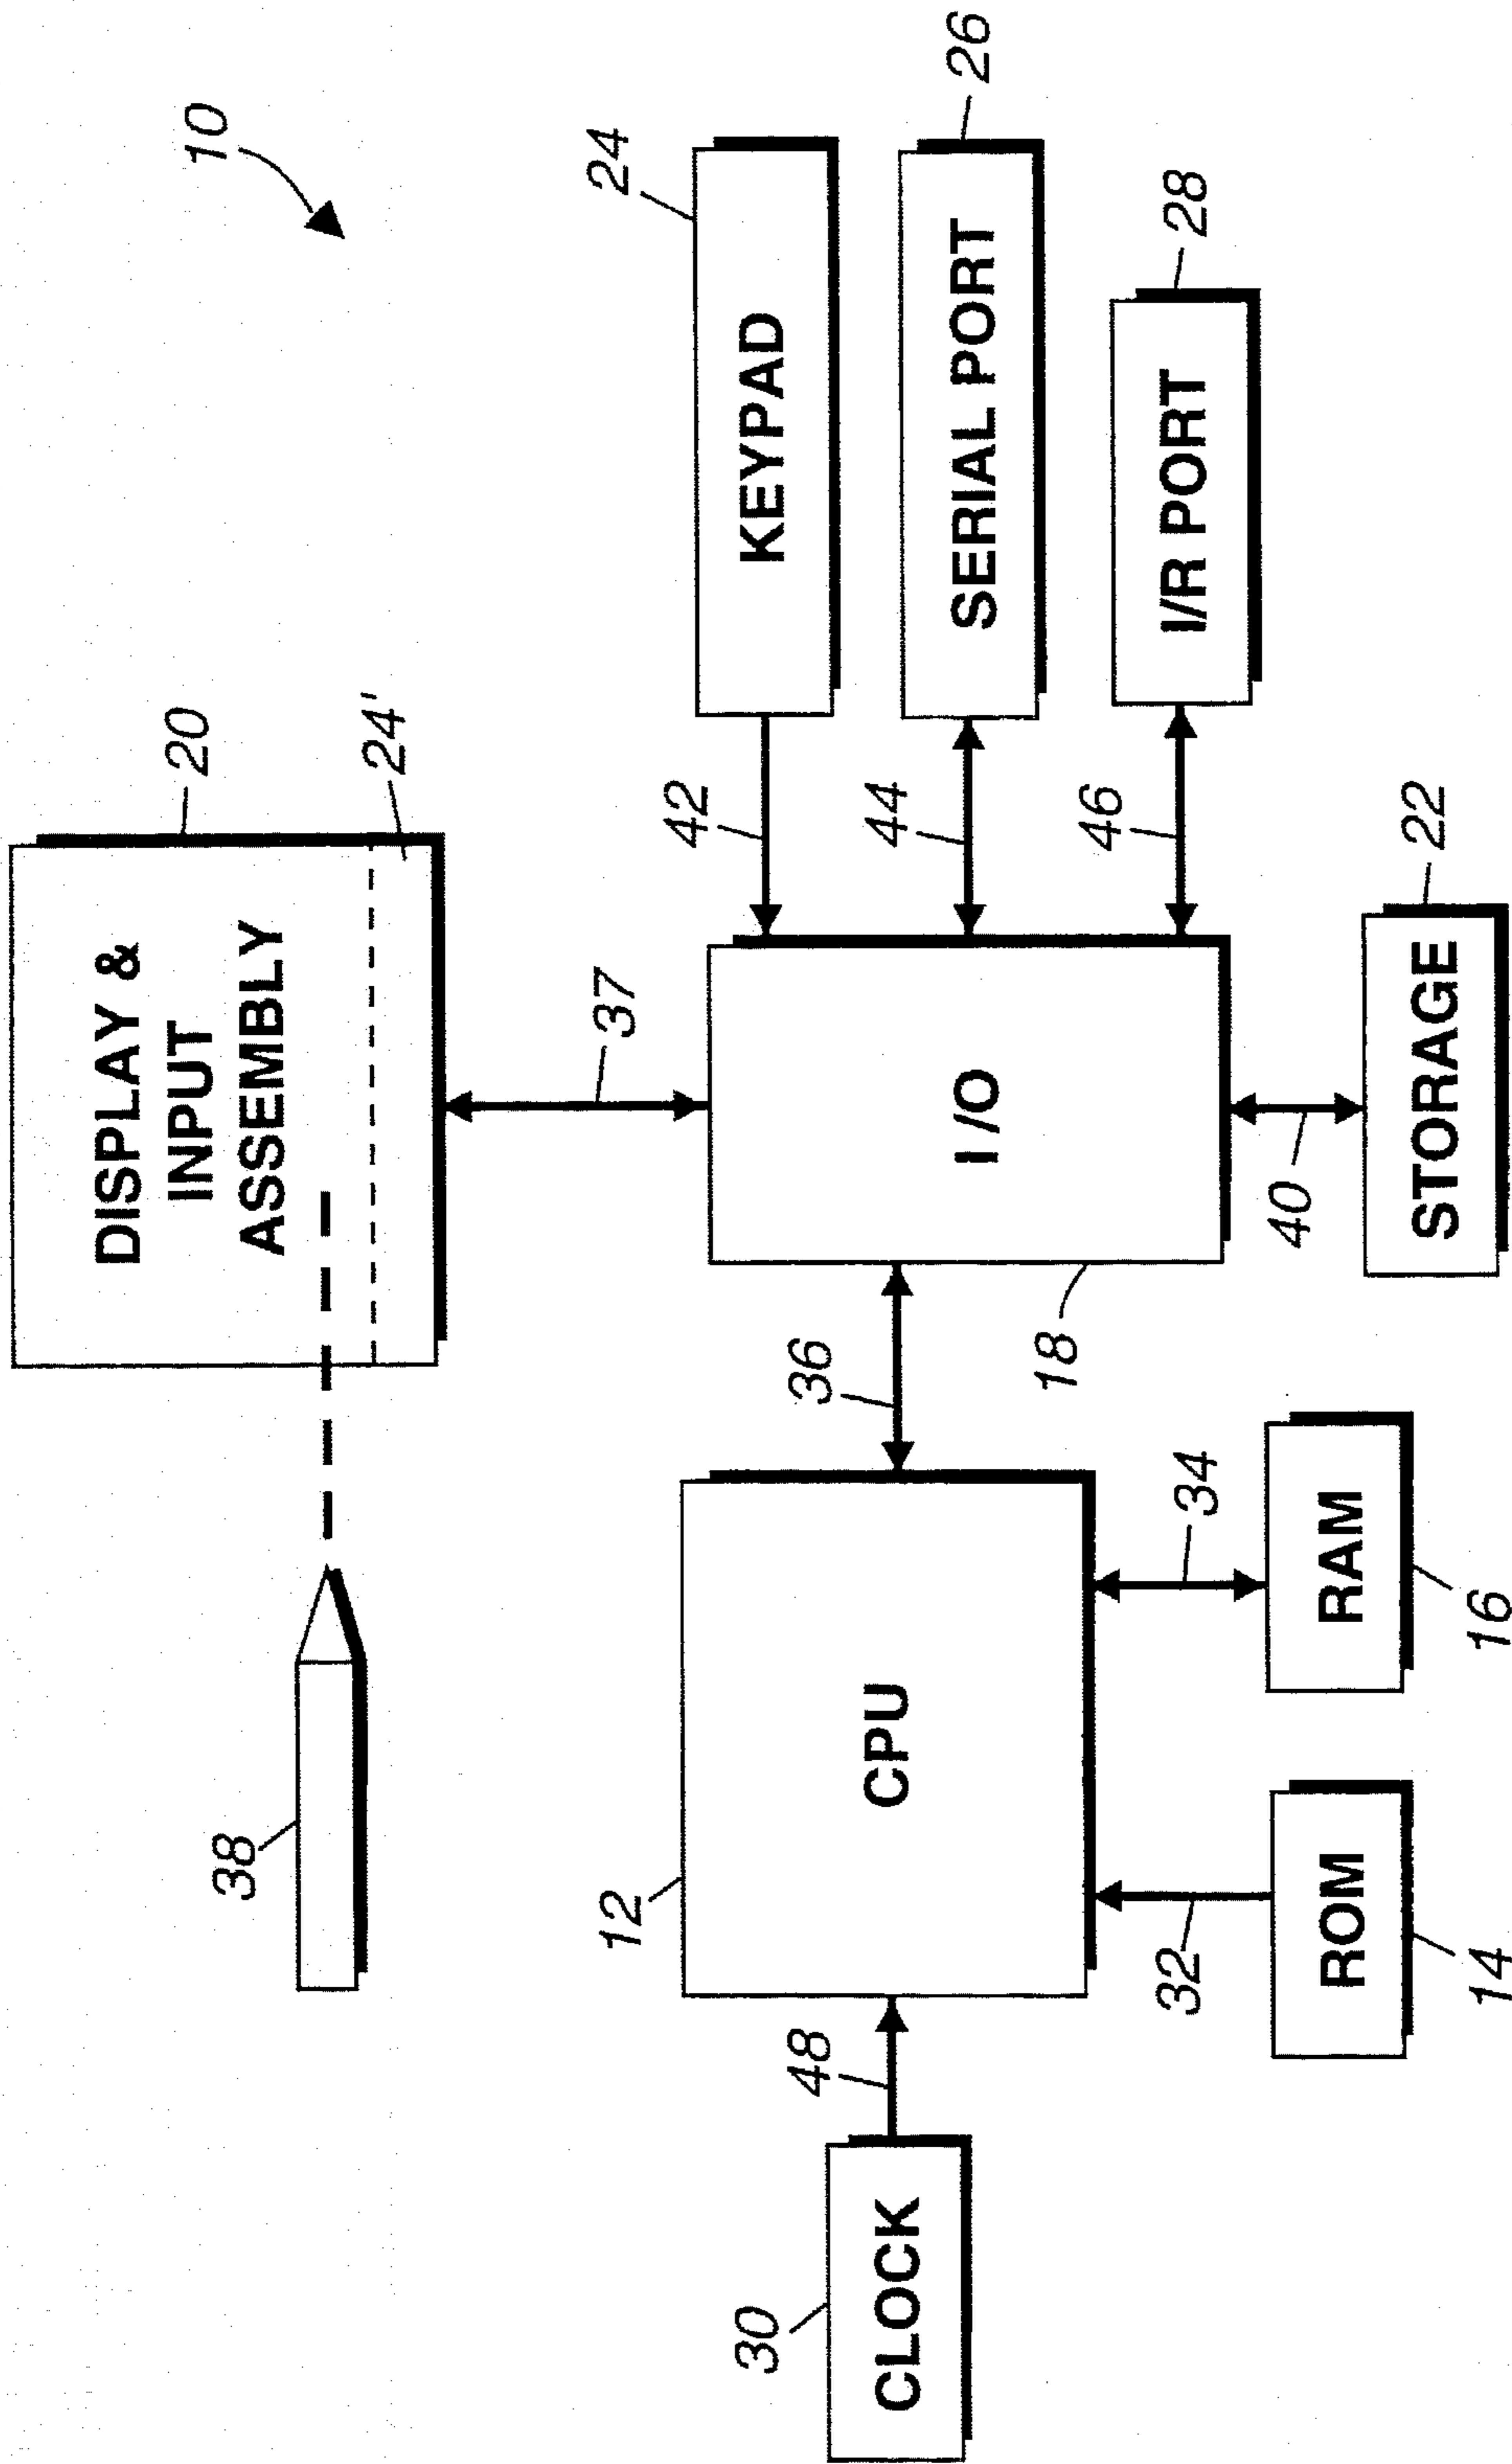 10
DISPLAY &
INPUT
ASSEMBLY
20
24'
38
37
24
KEYPAD
42
12
CPU
36
I/O
18
44
SERIAL PORT
26
30
CLOCK
48
46
I/R PORT
28
32
34
40
ROM
14
RAM
16
STORAGE
22